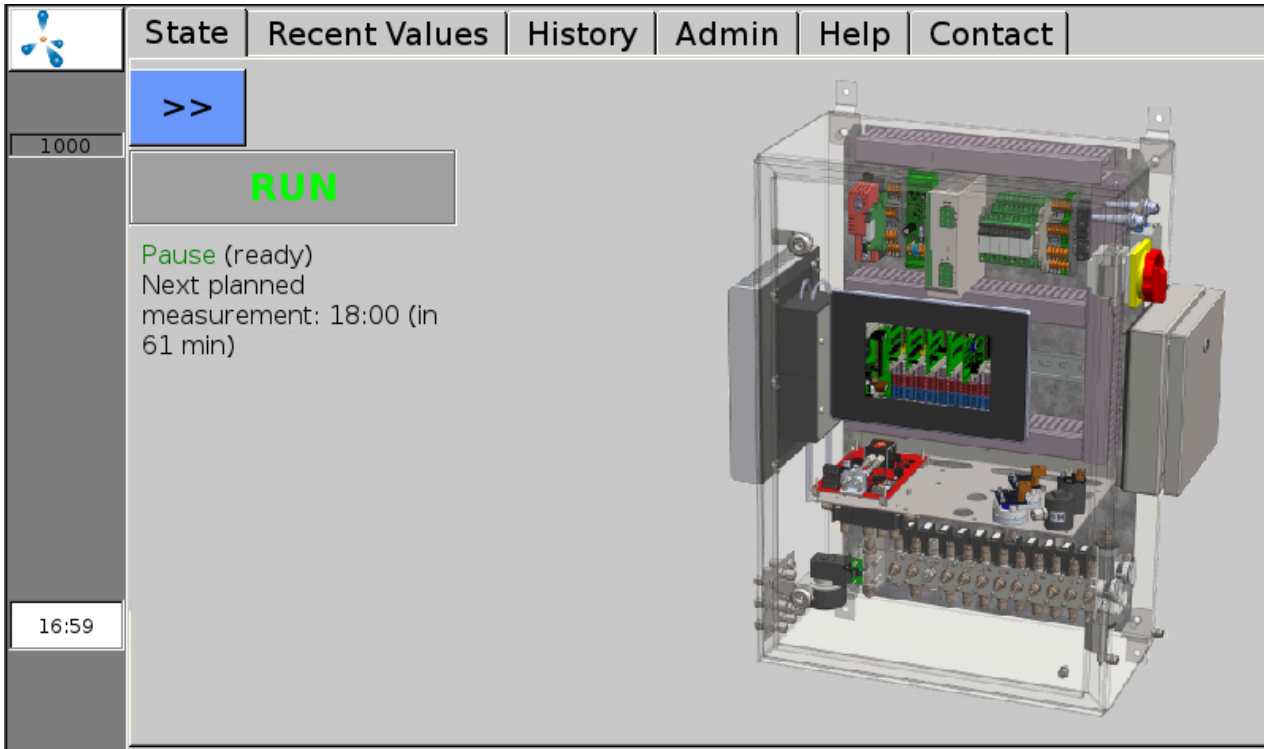 State Recent Values History Admin Help Contact
>>
1000
RUN
Pause (ready)
Next planned
measurement: 18:00 (in
61 min)
16:59